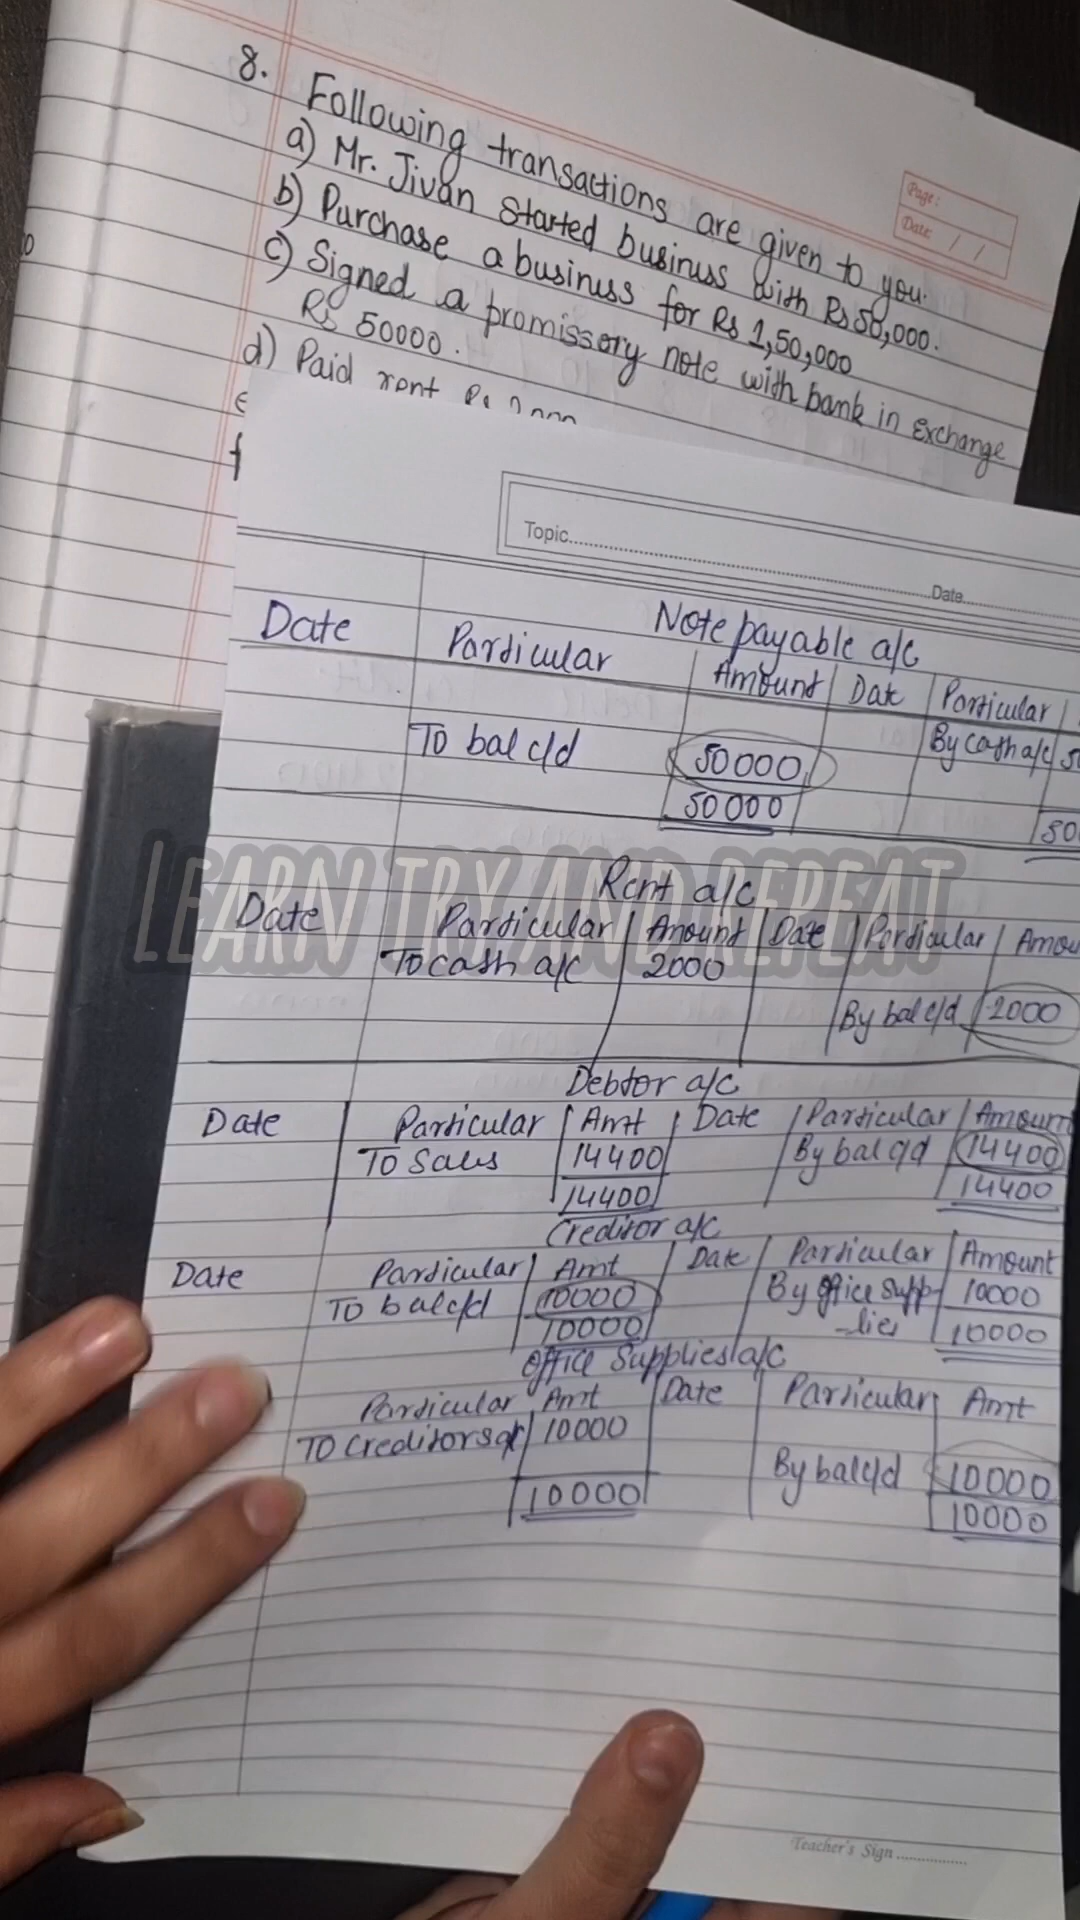 8. Following transactions are given to you.
a) Mr. Jivan started business with Rs 50,000.
b) Purchase a business for Rs 1,50,000
c) Signed a promissory note with bank in exchange
Rs 50000.
d) Paid rent
e
f
Page:
Date: / /
Topic
Date
Note payable a/c
Date Particular Amount Date Particular
To bal c/d 50000 By cash a/c 50
50000 50
LEARN TRY AND REPEAT
Rent a/c
Date Particular Amount Date Particular Amou
To cash a/c 2000
By bal c/d 2000
Debtor a/c
Date Particular Amt Date Particular Amount
To Sales 14400 By bal c/d 14400
14400 14400
Creditor a/c
Date Particular Amt Date Particular Amount
To bal c/d 10000 By office Supp- 10000
10000 -lies 10000
Office Supplies a/c
Particular Amt Date Particular Amt
To Creditors a/c 10000
By bal c/d 10000
10000 10000
Teacher's Sign